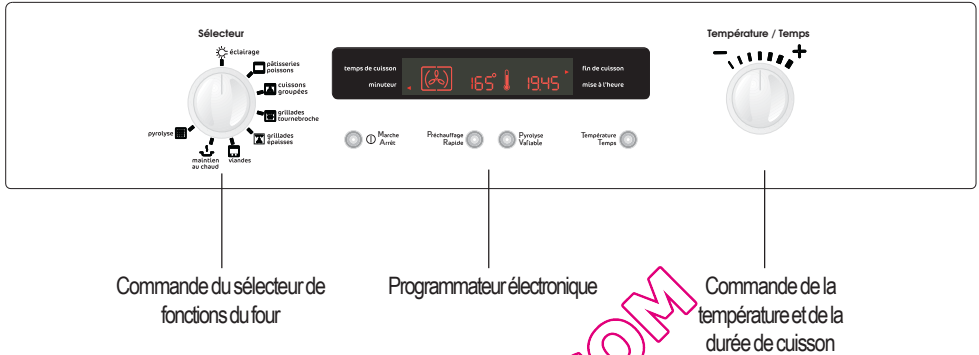 Sélecteur
éclairage
pâtisseries
poissons
cuissons
groupées
grillades
tournebroche
grillades
épaisses
viandes
maintien
au chaud
pyrolyse
temps de cuisson
minuteur
165°
19.45
fin de cuisson
mise à l'heure
Marche
Arrêt
Préchauffage
Rapide
Pyrolyse
Variable
Température
Temps
Température / Temps
Commande du sélecteur de
fonctions du four
Programmateur électronique
Commande de la
température et de la
durée de cuisson
OM